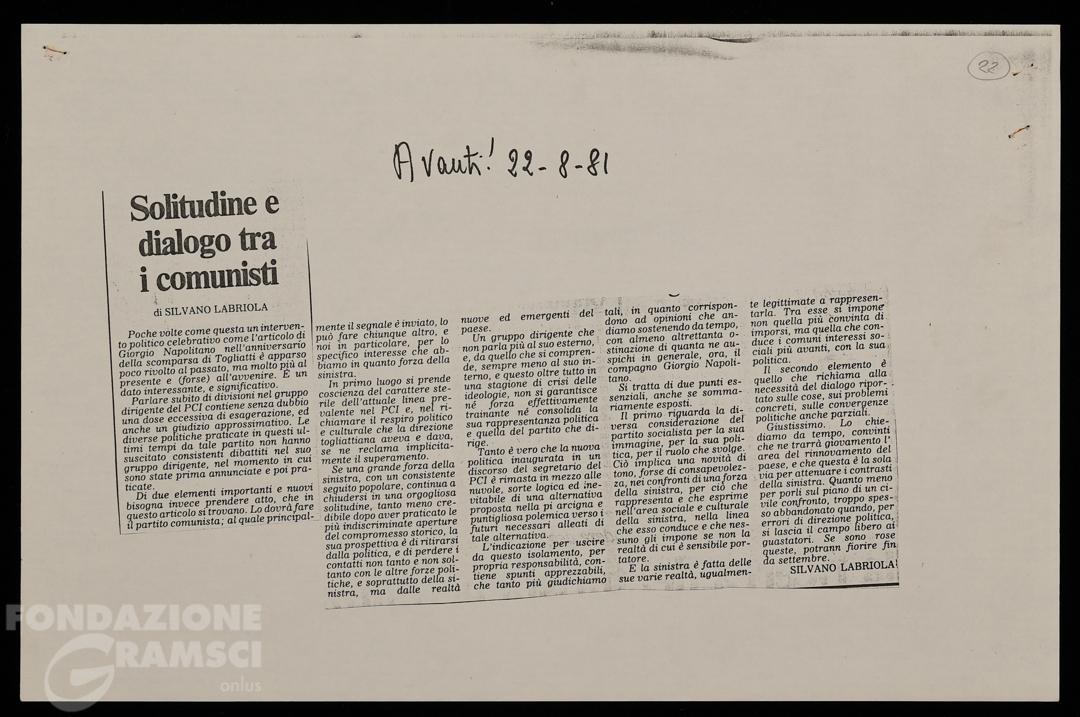 22
Avanti! 22-8-81
Solitudine e
dialogo tra
i comunisti
di SILVANO LABRIOLA
Poche volte come questa un interven-
to politico celebrativo come l'articolo di
Giorgio Napolitano nell'anniversario
della scomparsa di Togliatti è apparso
poco rivolto al passato, ma molto più al
presente e (forse) all'avvenire. È un
dato interessante, e significativo.
Parlare subito di divisioni nel gruppo
dirigente del PCI contiene senza dubbio
una dose eccessiva di esagerazione, ed
anche un giudizio approssimativo. Le
diverse politiche praticate in questi ul-
timi tempi da tale partito non hanno
suscitato consistenti dibattiti nel suo
gruppo dirigente, nel momento in cui
sono state prima annunciate e poi pra-
ticate.
Di due elementi importanti e nuovi
bisogna invece prendere atto, che in
questo articolo si trovano. Lo dovrà fare
il partito comunista; al quale principal-
mente il segnale è inviato, lo
può fare chiunque altro, e
noi in particolare, per lo
specifico interesse che ab-
biamo in quanto forza della
sinistra.
In primo luogo si prende
coscienza del carattere ste-
rile dell'attuale linea pre-
valente nel PCI e, nel ri-
chiamare il respiro politico
e culturale che la direzione
togliattiana aveva e dava,
se ne reclama implicita-
mente il superamento.
Se una grande forza della
sinistra, con un consistente
seguito popolare, continua a
chiudersi in una orgogliosa
solitudine, tanto meno cre-
dibile dopo aver praticato le
più indiscriminate aperture
del compromesso storico, la
sua prospettiva è di ritirarsi
dalla politica, e di perdere i
contatti non tanto e non sol-
tanto con le altre forze poli-
tiche, e soprattutto della si-
nistra, ma dalle realtà
nuove ed emergenti del
paese.
Un gruppo dirigente che
non parla più al suo esterno,
e, da quello che si compren-
de, sempre meno al suo in-
terno, e questo oltre tutto in
una stagione di crisi delle
ideologie, non si garantisce
né forza effettivamente
trainante né consolida la
sua rappresentanza politica
e quella del partito che di-
rige.
Tanto è vero che la nuova
politica inaugurata in un
discorso del segretario del
PCI è rimasta in mezzo alle
nuvole, sorte logica ed ine-
vitabile di una alternativa
proposta nella più arcigna e
puntigliosa polemica verso i
futuri necessari alleati di
tale alternativa.
L'indicazione per uscire
da questo isolamento, per
propria responsabilità, con-
tiene spunti apprezzabili,
che tanto più giudichiamo
tali, in quanto corrispon-
dono ad opinioni che an-
diamo sostenendo da tempo,
con almeno altrettanta o-
stinazione di quanta ne au-
spichi in generale, ora, il
compagno Giorgio Napoli-
tano.
Si tratta di due punti es-
senziali, anche se somma-
riamente esposti.
Il primo riguarda la di-
versa considerazione del
partito socialista per la sua
immagine, per la sua poli-
tica, per il ruolo che svolge.
Ciò implica una novità di
tono, forse di consapevolez-
za, nei confronti di una forza
della sinistra, per ciò che
rappresenta e che esprime
nell'area sociale e culturale
della sinistra, nella linea
che esso conduce e che nes-
suno gli impone se non la
realtà di cui è sensibile por-
tatore.
E la sinistra è fatta delle
sue varie realtà, ugualmen-
te legittimate a rappresen-
tarla. Tra esse si impone
non quella più convinta di
imporsi, ma quella che con-
duce i comuni interessi so-
ciali più avanti, con la sua
politica.
Il secondo elemento è
quello che richiama alla
necessità del dialogo ripor-
tato sulle cose, sui problemi
concreti, sulle convergenze
politiche anche parziali.
Giustissimo. Lo chie-
diamo da tempo, convinti
che ne trarrà giovamento l'
area del rinnovamento del
paese, e che questa è la sola
via per attenuare i contrasti
della sinistra. Quanto meno
per porli sul piano di un ci-
vile confronto, troppo spes-
so abbandonato quando, per
errori di direzione politica,
si lascia il campo libero ai
guastatori. Se sono rose
queste, potrann fiorire fin
da settembre.
SILVANO LABRIOLA
FONDAZIONE
GRAMSCI
onlus